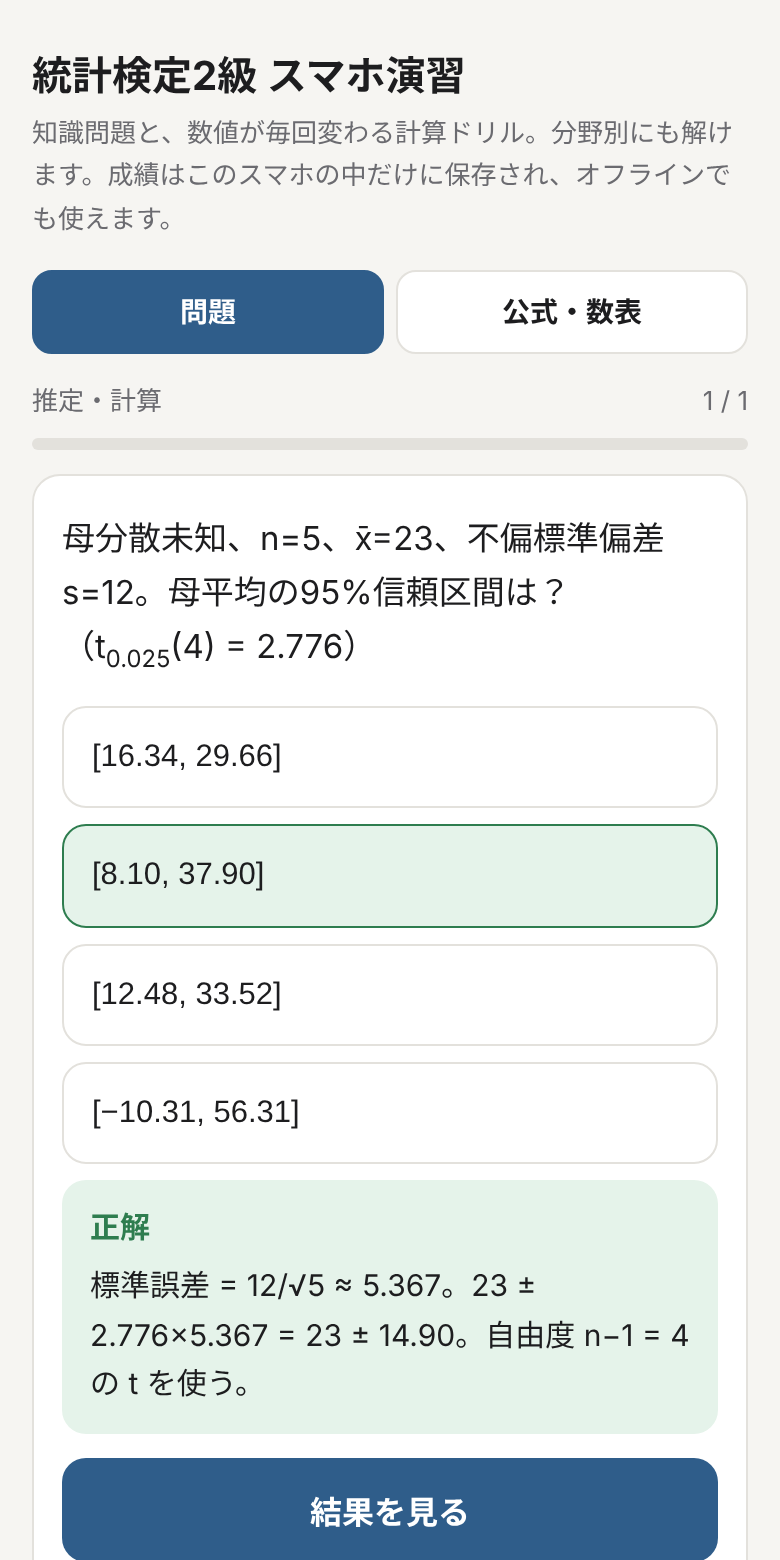 統計検定2級 スマホ演習
知識問題と、数値が毎回変わる計算ドリル。分野別にも解け
ます。成績はこのスマホの中だけに保存され、オフラインで
も使えます。
問題
公式・数表
推定・計算
1 / 1
母分散未知、n=5、x̄=23、不偏標準偏差
s=12。母平均の95%信頼区間は？
（t0.025(4) = 2.776）
[16.34, 29.66]
[8.10, 37.90]
[12.48, 33.52]
[−10.31, 56.31]
正解
標準誤差 = 12/√5 ≈ 5.367。23 ±
2.776×5.367 = 23 ± 14.90。自由度 n−1 = 4
の t を使う。
結果を見る